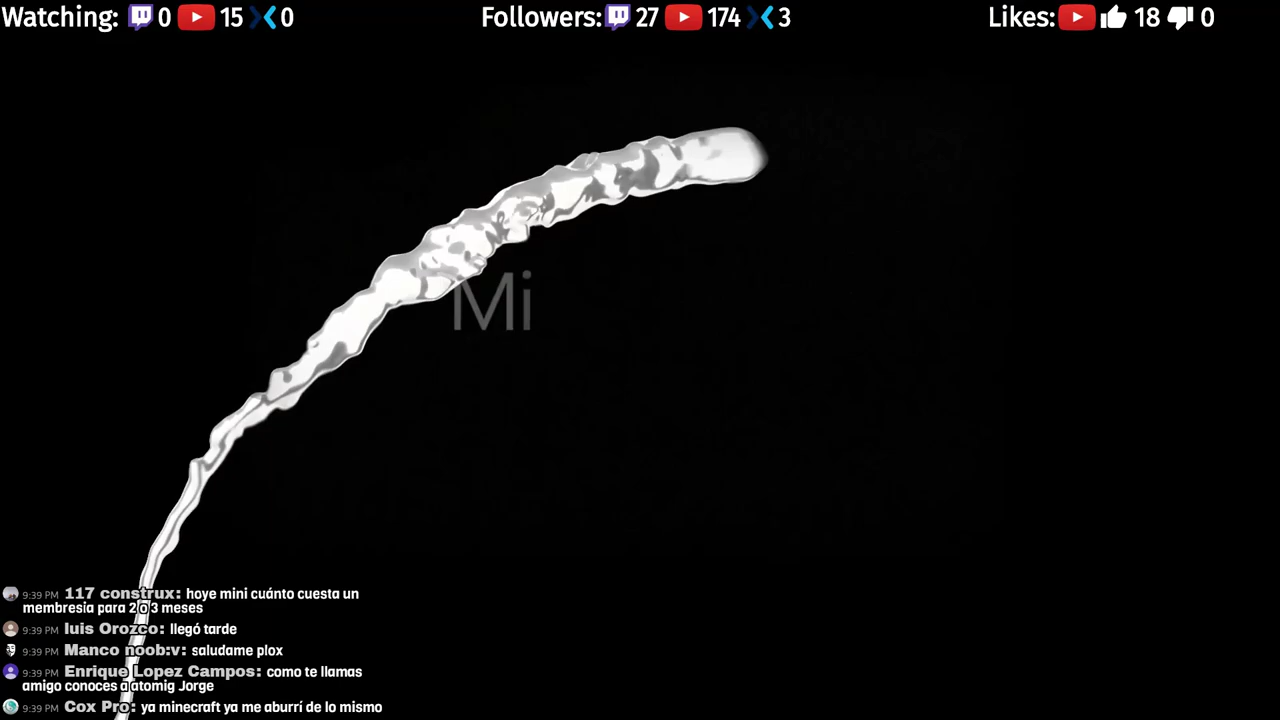 Watching: 0 15 0 Followers: 27 174 3 Likes: 18 0
Mi
9:39 PM 117 construx: hoye mini cuánto cuesta un
membresia para 2 o 3 meses
9:39 PM luis Orozco: llegó tarde
9:39 PM Manco noob:v: saludame plox
9:39 PM Enrique Lopez Campos: como te llamas
amigo conoces a atomig Jorge
9:39 PM Cox Pro: ya minecraft ya me aburrí de lo mismo